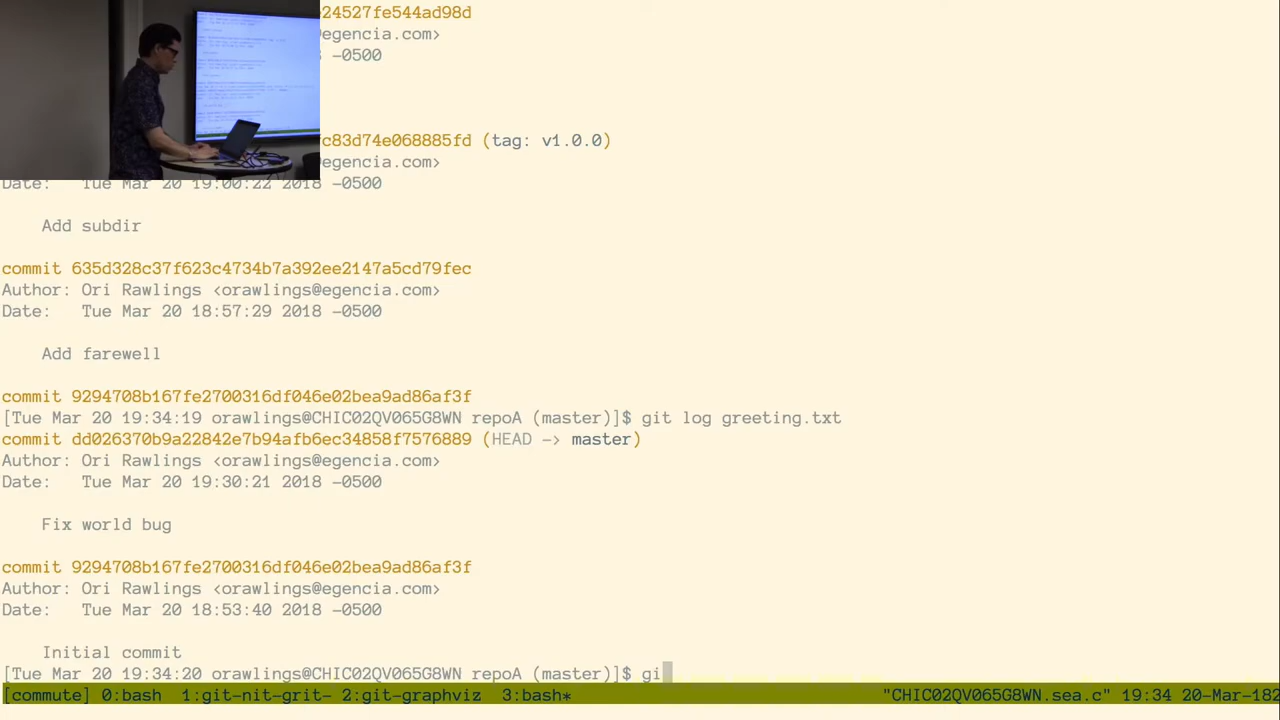 24527fe544ad98d
@egencia.com>
-0500
c83d74e068885fd (tag: v1.0.0)
@egencia.com>
Date:   Tue Mar 20 19:00:22 2018 -0500
Add subdir
commit 635d328c37f623c4734b7a392ee2147a5cd79fec
Author: Ori Rawlings <orawlings@egencia.com>
Date:   Tue Mar 20 18:57:29 2018 -0500
Add farewell
commit 9294708b167fe2700316df046e02bea9ad86af3f
[Tue Mar 20 19:34:19 orawlings@CHIC02QV065G8WN repoA (master)]$ git log greeting.txt
commit dd026370b9a22842e7b94afb6ec34858f7576889 (HEAD -> master)
Author: Ori Rawlings <orawlings@egencia.com>
Date:   Tue Mar 20 19:30:21 2018 -0500
Fix world bug
commit 9294708b167fe2700316df046e02bea9ad86af3f
Author: Ori Rawlings <orawlings@egencia.com>
Date:   Tue Mar 20 18:53:40 2018 -0500
Initial commit
[Tue Mar 20 19:34:20 orawlings@CHIC02QV065G8WN repoA (master)]$ gi
[commute] 0:bash  1:git-nit-grit- 2:git-graphviz  3:bash*    "CHIC02QV065G8WN.sea.c" 19:34 20-Mar-182